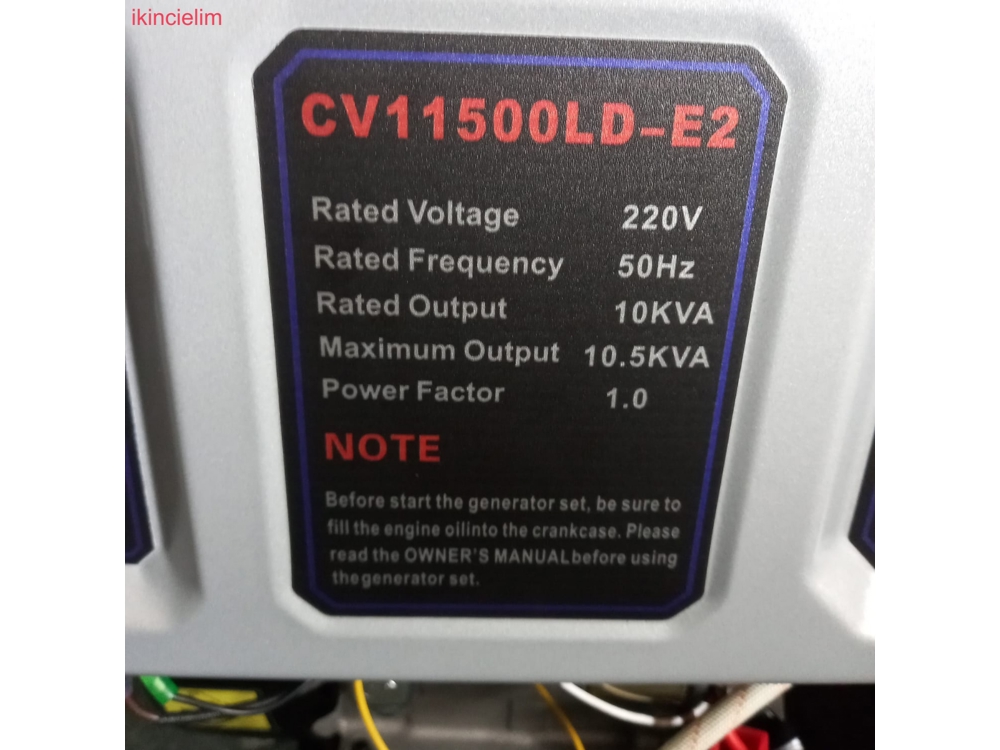 ikincielim
CV11500LD-E2
Rated Voltage 220V
Rated Frequency 50Hz
Rated Output 10KVA
Maximum Output 10.5KVA
Power Factor 1.0
NOTE
Before start the generator set, be sure to
fill the engine oilinto the crankcase. Please
read the OWNER'S MANUALbefore using
thegenerator set.